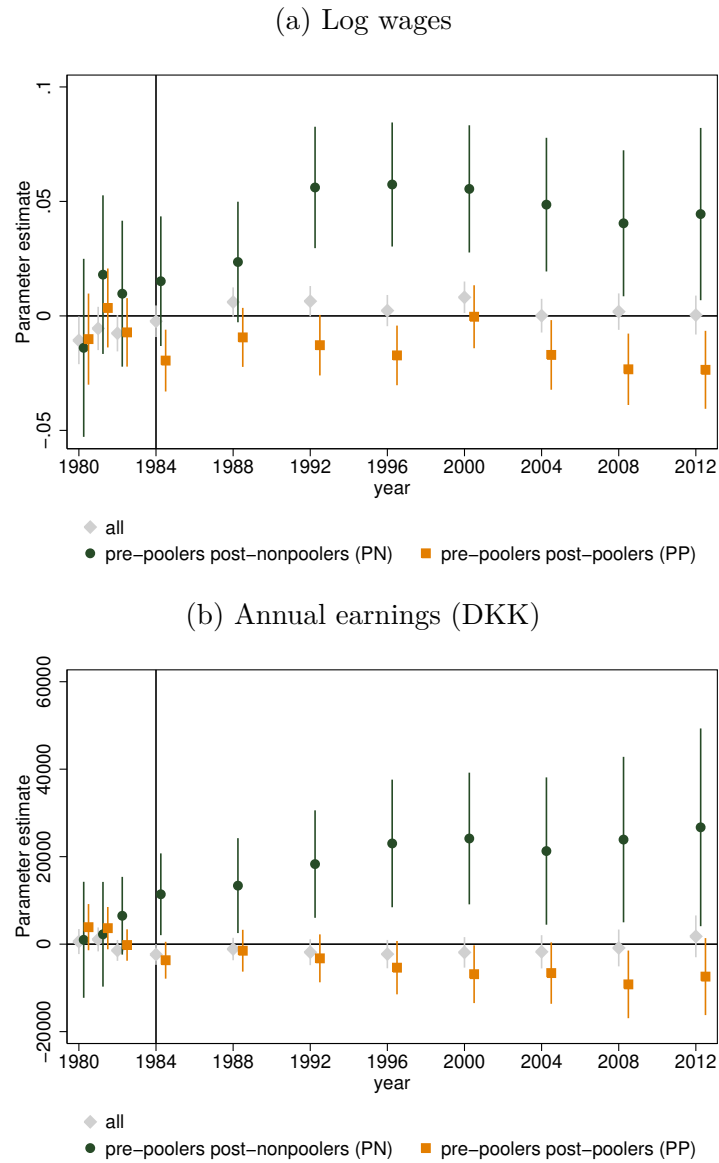 (a) Log wages
.1
.05
0
-.05
Parameter estimate
1980 1984 1988 1992 1996 2000 2004 2008 2012
year
all
pre-poolers post-nonpoolers (PN) pre-poolers post-poolers (PP)
(b) Annual earnings (DKK)
60000
40000
20000
0
-20000
Parameter estimate
1980 1984 1988 1992 1996 2000 2004 2008 2012
year
all
pre-poolers post-nonpoolers (PN) pre-poolers post-poolers (PP)